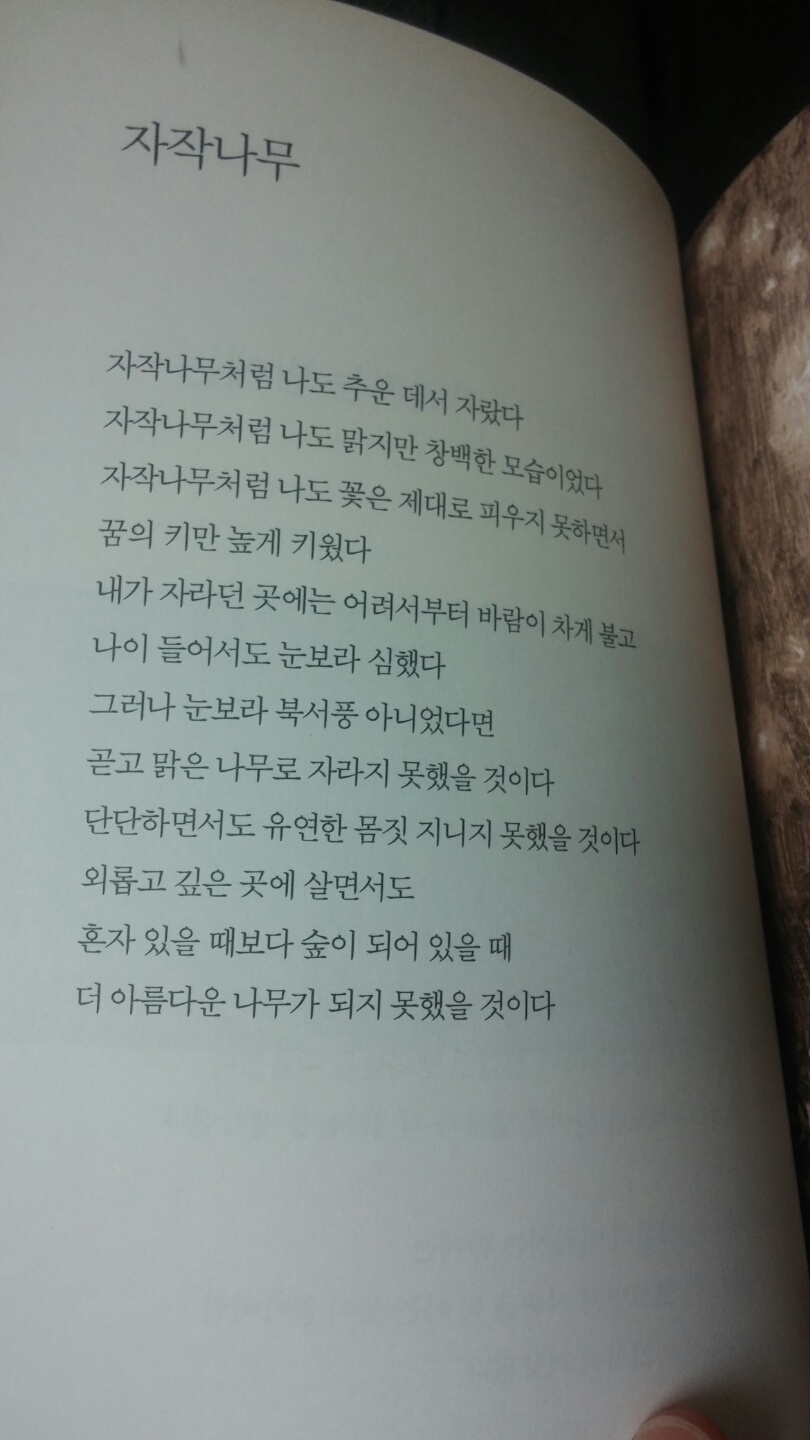 자작나무
자작나무처럼 나도 추운 데서 자랐다
자작나무처럼 나도 맑지만 창백한 모습이었다
자작나무처럼 나도 꽃은 제대로 피우지 못하면서
꿈의 키만 높게 키웠다
내가 자라던 곳에는 어려서부터 바람이 차게 불고
나이 들어서도 눈보라 심했다
그러나 눈보라 북서풍 아니었다면
곧고 맑은 나무로 자라지 못했을 것이다
단단하면서도 유연한 몸짓 지니지 못했을 것이다
외롭고 깊은 곳에 살면서도
혼자 있을 때보다 숲이 되어 있을 때
더 아름다운 나무가 되지 못했을 것이다